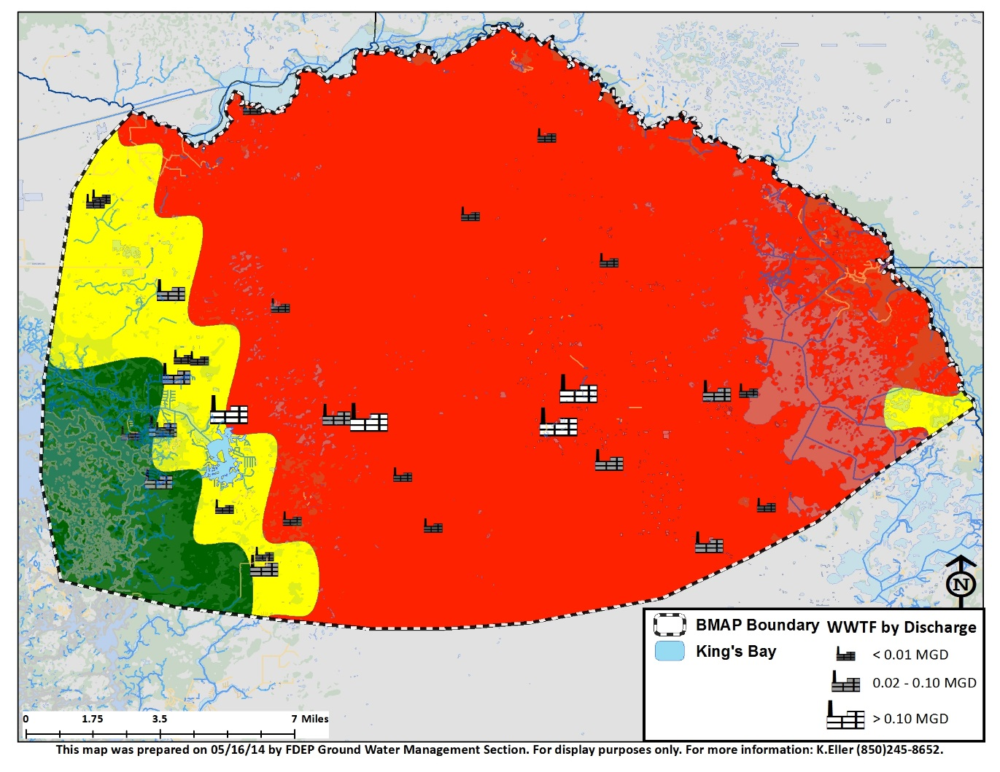 N
BMAP Boundary
King's Bay
WWTF by Discharge
< 0.01 MGD
0.02 - 0.10 MGD
> 0.10 MGD
0 1.75 3.5 7 Miles
This map was prepared on 05/16/14 by FDEP Ground Water Management Section. For display purposes only. For more information: K.Eller (850)245-8652.